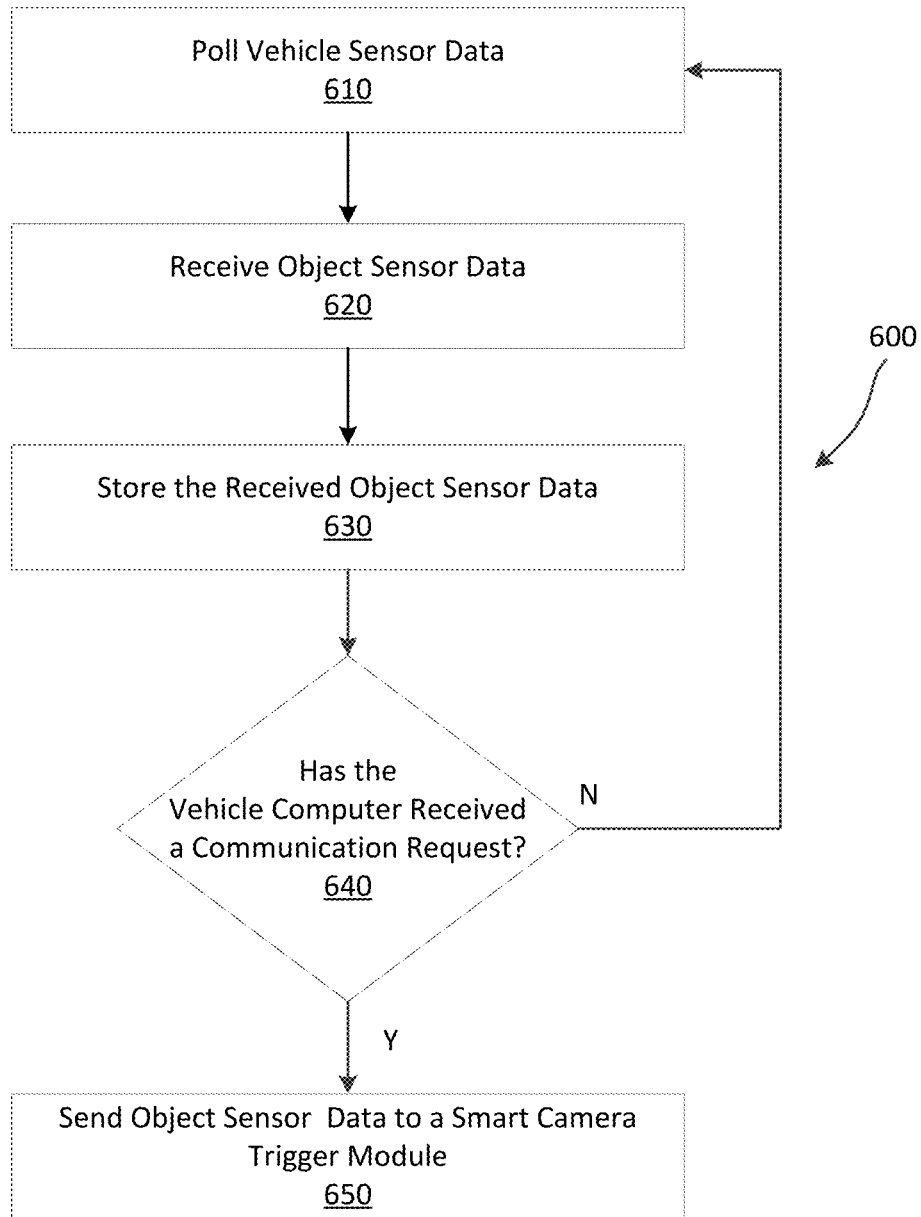 Poll Vehicle Sensor Data
610
Receive Object Sensor Data
620
600
Store the Received Object Sensor Data
630
Has the
Vehicle Computer Received
a Communication Request?
640
N
Y
Send Object Sensor Data to a Smart Camera
Trigger Module
650